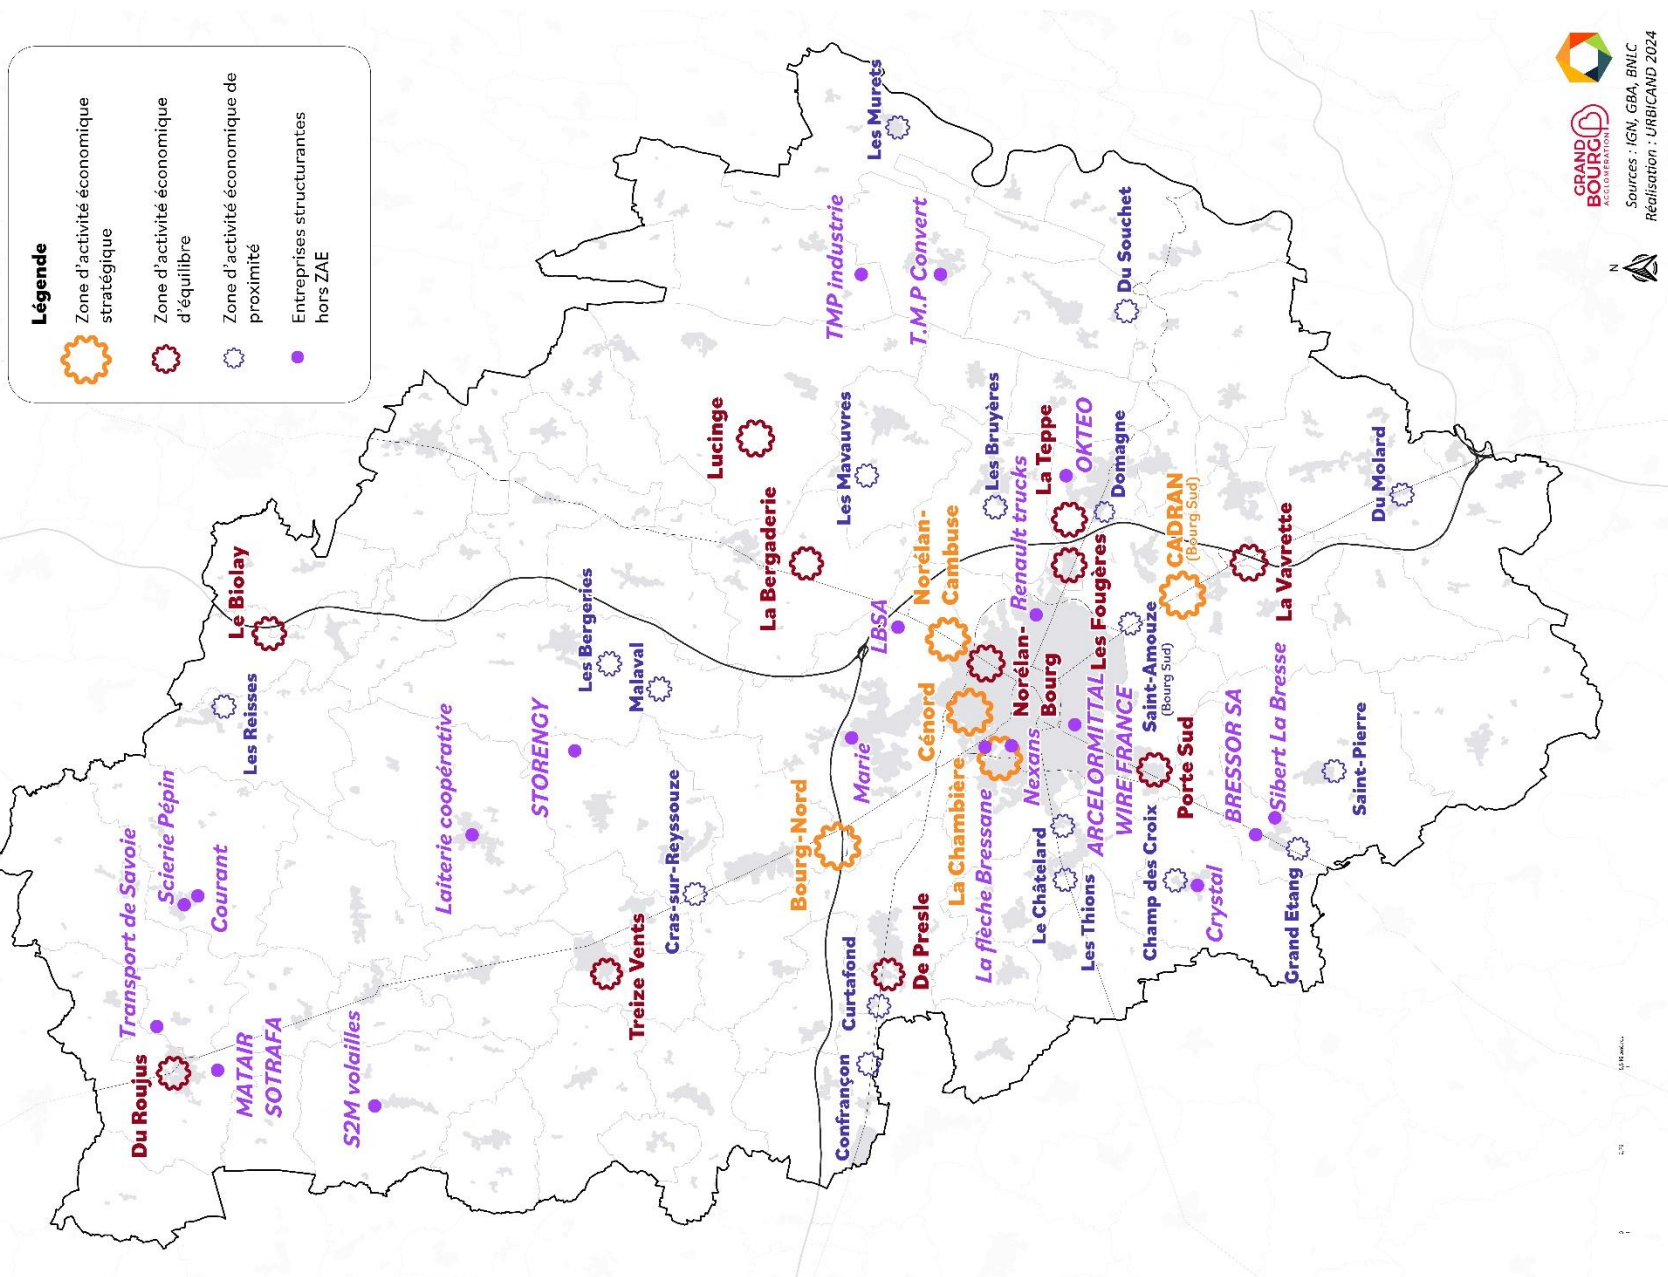 Légende
Zone d'activité économique
stratégique
Zone d'activité économique
d'équilibre
Zone d'activité économique de
proximité
Entreprises structurantes
hors ZAE
Du Roujus
Transport de Savoie
MATAIR
SOTRAFA
Scierie Pépin
Courant
Les Reisses
Le Biolay
S2M volailles
Laiterie coopérative
STORENGY
Les Bergeries
Malaval
Treize Vents
Cras-sur-Reyssouze
Lucinge
La Bergaderie
Bourg-Nord
Marie
LBSA
Les Mavauvres
TMP industrie
Les Murets
T.M.P Convert
Confrançon
Curtafond
De Presle
Cénord
Norélan-
Cambuse
La Chambière
La flèche Bressane
Nexans
Norélan-
Bourg
Renault trucks
Les Bruyères
La Teppe
OKTEO
Domagne
Du Souchet
Les Fougères
Le Châtelard
Les Thions
ARCELORMITTAL
WIRE FRANCE
Saint-Amouze
(Bourg Sud)
CADRAN
(Bourg Sud)
Champ des Croix
Porte Sud
Crystal
BRESSOR SA
Sibert La Bresse
La Vavrette
Du Molard
Grand Etang
Saint-Pierre
GRAND
BOURG
AGGLOMÉRATION
Sources : IGN, GBA, BNLC
Réalisation : URBICAND 2024
N